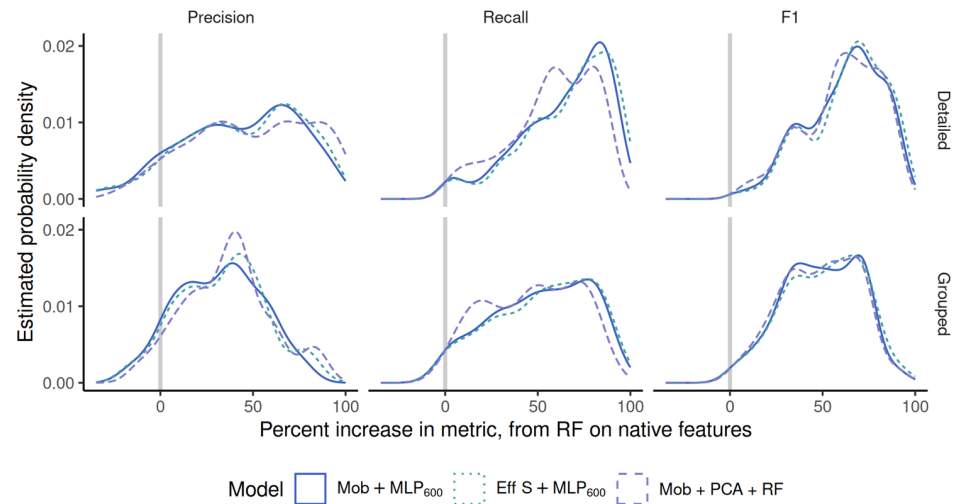 Precision Recall F1
0.02
0.01
0.00
Detailed
0.02
0.01
0.00
Grouped
Estimated probability density
0 50 100 0 50 100 0 50 100
Percent increase in metric, from RF on native features
Model Mob + MLP₆₀₀ Eff S + MLP₆₀₀ Mob + PCA + RF